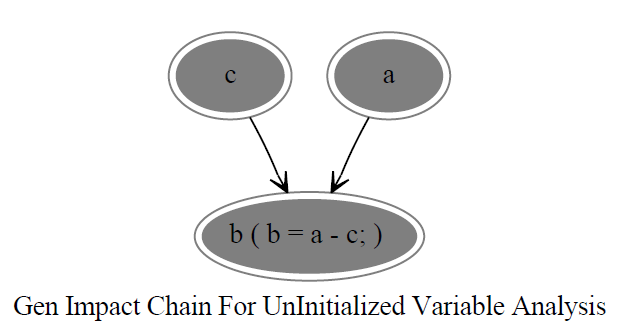 c
a
b ( b = a - c; )
Gen Impact Chain For UnInitialized Variable Analysis